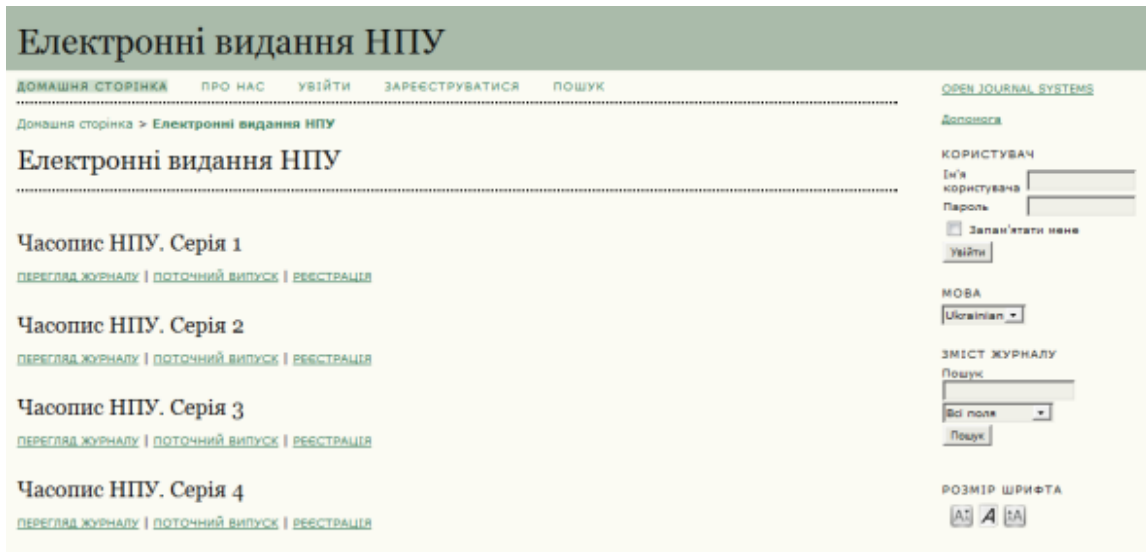 Електронні видання НПУ
ДОМАШНЯ СТОРІНКА ПРО НАС УВІЙТИ ЗАРЕЄСТРУВАТИСЯ ПОШУК
Домашня сторінка > Електронні видання НПУ
Електронні видання НПУ
Часопис НПУ. Серія 1
ПЕРЕГЛЯД ЖУРНАЛУ | ПОТОЧНИЙ ВИПУСК | РЕЄСТРАЦІЯ
Часопис НПУ. Серія 2
ПЕРЕГЛЯД ЖУРНАЛУ | ПОТОЧНИЙ ВИПУСК | РЕЄСТРАЦІЯ
Часопис НПУ. Серія 3
ПЕРЕГЛЯД ЖУРНАЛУ | ПОТОЧНИЙ ВИПУСК | РЕЄСТРАЦІЯ
Часопис НПУ. Серія 4
ПЕРЕГЛЯД ЖУРНАЛУ | ПОТОЧНИЙ ВИПУСК | РЕЄСТРАЦІЯ
OPEN JOURNAL SYSTEMS
Допомога
КОРИСТУВАЧ
Ім'я
користувача
Пароль
Запам'ятати мене
Увійти
МОВА
Ukrainian
ЗМІСТ ЖУРНАЛУ
Пошук
Всі поля
Пошук
РОЗМІР ШРИФТА
A A A